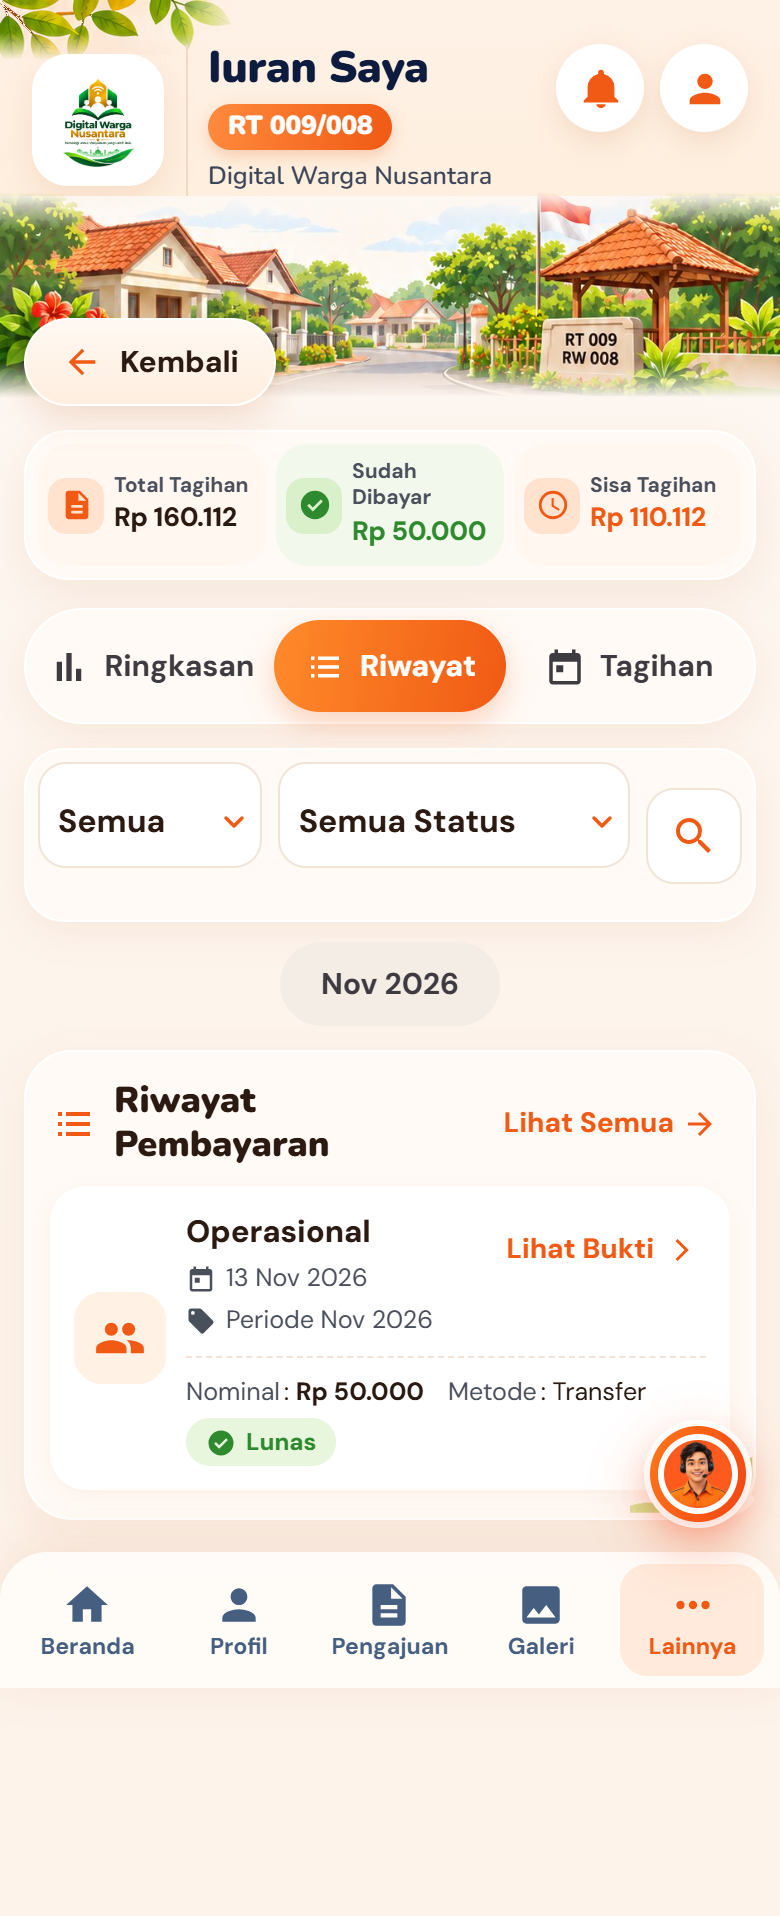 Iuran Saya
RT 009/008
Digital Warga Nusantara
Digital Warga
Nusantara
RT 009
RW 008
Kembali
Total Tagihan
Rp 160.112
Sudah
Dibayar
Rp 50.000
Sisa Tagihan
Rp 110.112
Ringkasan
Riwayat
Tagihan
Semua
Semua Status
Nov 2026
Riwayat
Pembayaran
Lihat Semua
Operasional
Lihat Bukti
13 Nov 2026
Periode Nov 2026
Nominal : Rp 50.000 Metode : Transfer
Lunas
Beranda
Profil
Pengajuan
Galeri
Lainnya